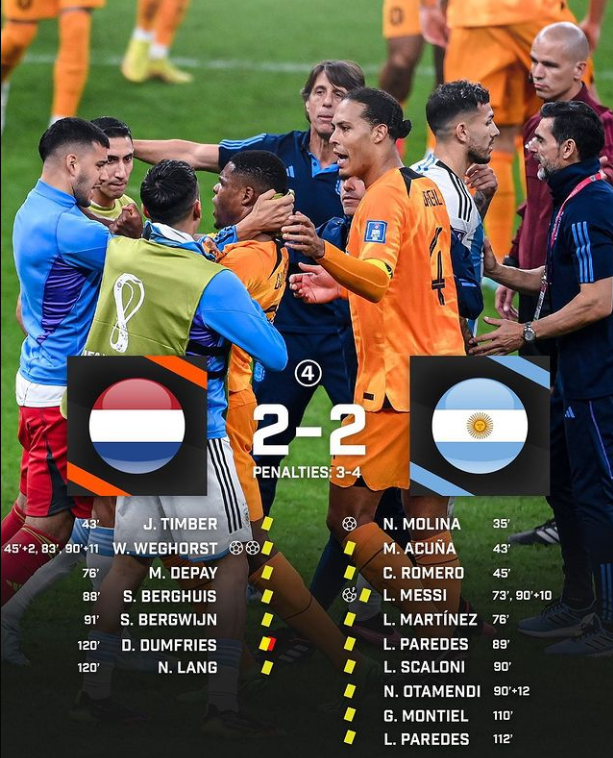 4
2-2
PENALTIES: 3-4
43' J. TIMBER
45'+2, 83', 90'+11 W. WEGHORST
76' M. DEPAY
88' S. BERGHUIS
91' S. BERGWIJN
120' D. DUMFRIES
120' N. LANG
N. MOLINA 35'
M. ACUÑA 43'
C. ROMERO 45'
L. MESSI 73', 90'+10
L. MARTÍNEZ 76'
L. PAREDES 89'
L. SCALONI 90'
N. OTAMENDI 90'+12
G. MONTIEL 110'
L. PAREDES 112'